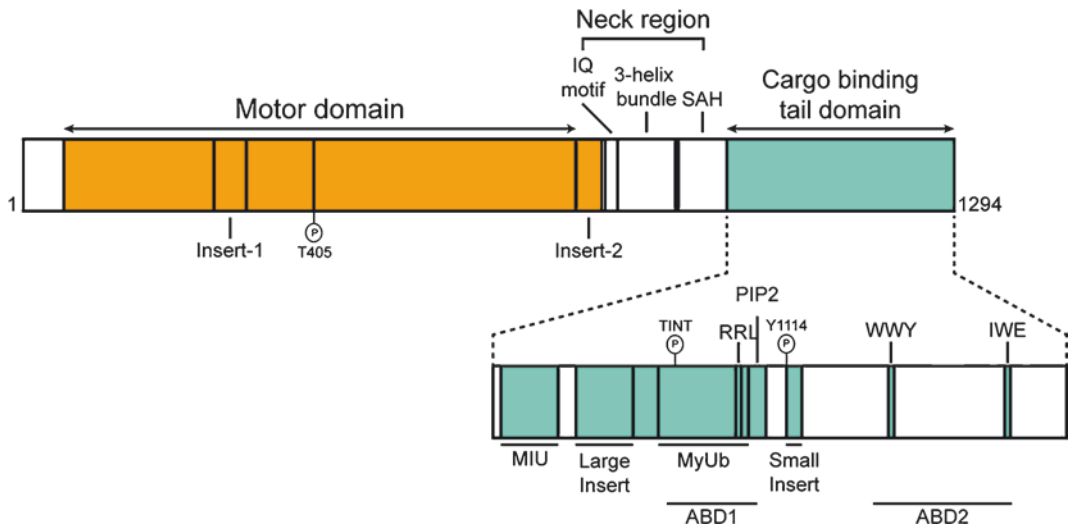 Neck region
IQ
motif
3-helix
bundle
SAH
Motor domain
Cargo binding
tail domain
1
1294
Insert-1
P
T405
Insert-2
PIP2
TINT
P
RRL
Y1114
P
WWY
IWE
MIU
Large
Insert
MyUb
Small
Insert
ABD1
ABD2